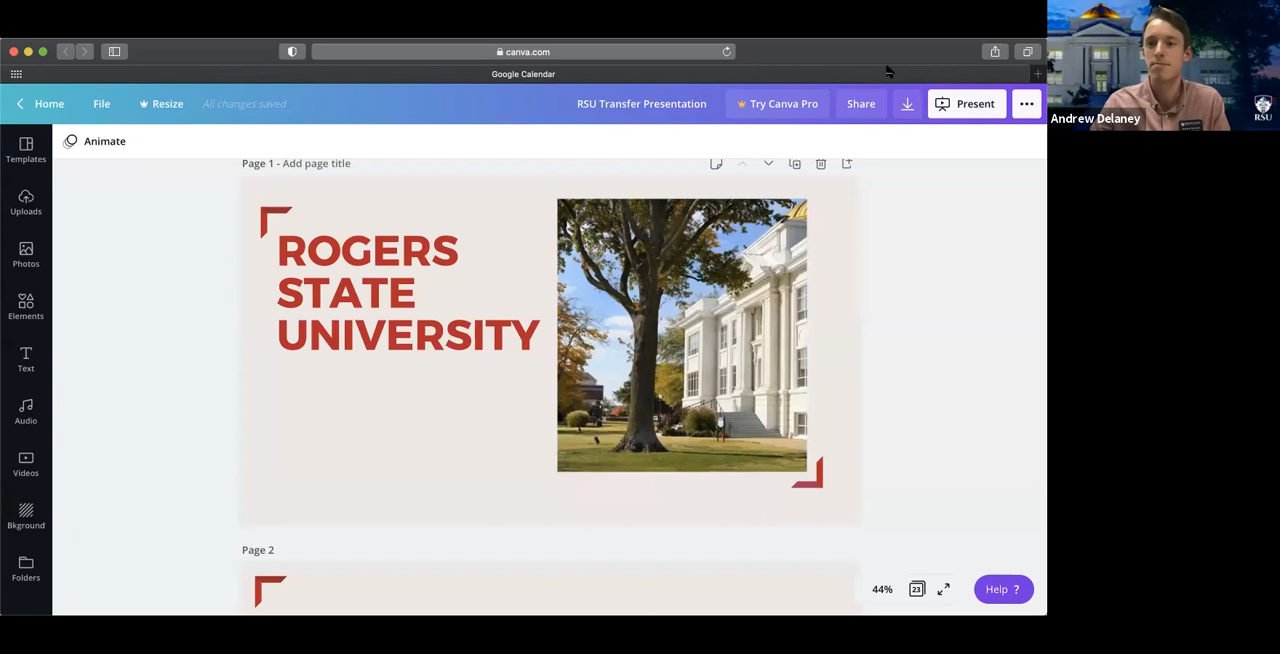 canva.com
Google Calendar
Home
File
Resize
All changes saved
RSU Transfer Presentation
Try Canva Pro
Share
Present
Andrew Delaney
RSU
Animate
Templates
Uploads
Photos
Elements
Text
Audio
Videos
Bkground
Folders
Page 1 - Add page title
ROGERS
STATE
UNIVERSITY
Page 2
44%
23
Help ?